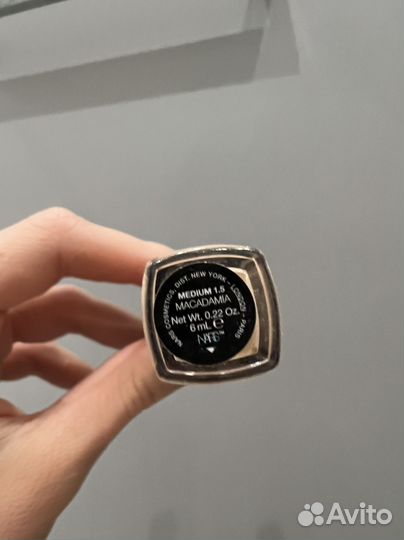 NARS COSMETICS, DIST. NEW YORK - LONDON - PARIS
MEDIUM 1.5
MACADAMIA
Net Wt. 0.22 Oz.
6 mL ℮
NARS™
Avito